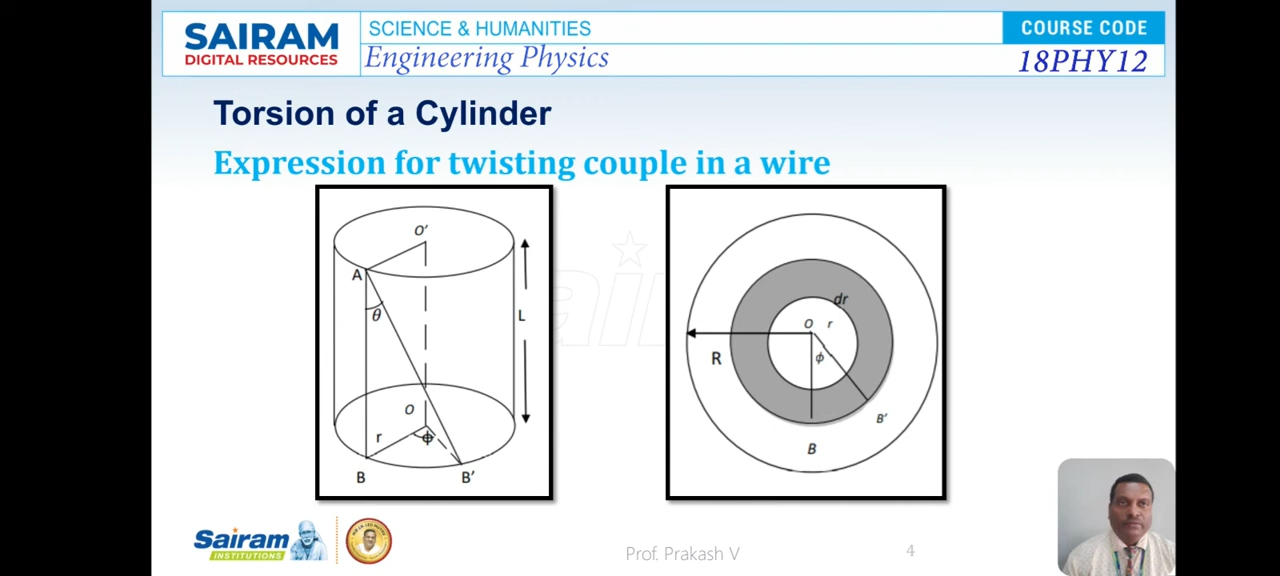 SAIRAM
DIGITAL RESOURCES
SCIENCE & HUMANITIES
Engineering Physics
COURSE CODE
18PHY12
Torsion of a Cylinder
Expression for twisting couple in a wire
O'
A
θ
L
O
r
ϕ
B
B'
dr
O
r
R
ϕ
B'
B
Sairam
INSTITUTIONS
Prof. Prakash V
4